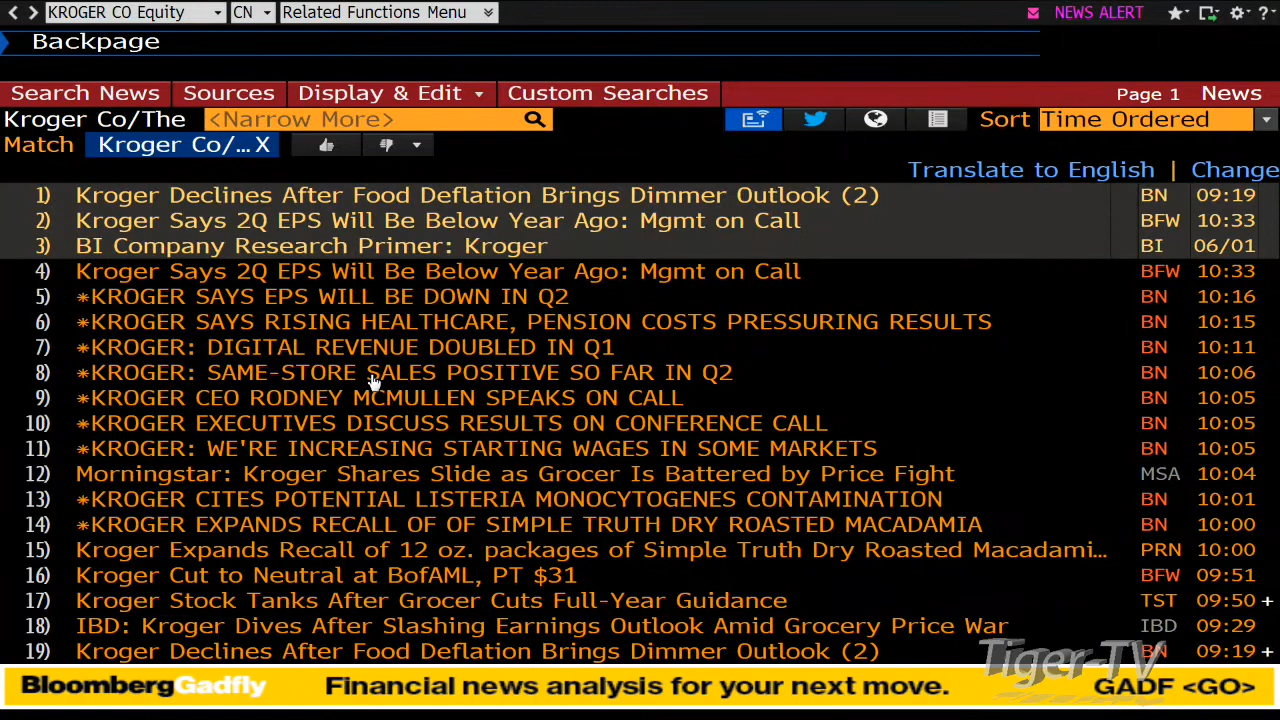 KROGER CO Equity CN Related Functions Menu NEWS ALERT ?
Backpage
Search News Sources Display & Edit Custom Searches Page 1 News
Kroger Co/The <Narrow More> Sort Time Ordered
Match Kroger Co/... X
Translate to English | Change
1) Kroger Declines After Food Deflation Brings Dimmer Outlook (2) BN 09:19
2) Kroger Says 2Q EPS Will Be Below Year Ago: Mgmt on Call BFW 10:33
3) BI Company Research Primer: Kroger BI 06/01
4) Kroger Says 2Q EPS Will Be Below Year Ago: Mgmt on Call BFW 10:33
5) *KROGER SAYS EPS WILL BE DOWN IN Q2 BN 10:16
6) *KROGER SAYS RISING HEALTHCARE, PENSION COSTS PRESSURING RESULTS BN 10:15
7) *KROGER: DIGITAL REVENUE DOUBLED IN Q1 BN 10:11
8) *KROGER: SAME-STORE SALES POSITIVE SO FAR IN Q2 BN 10:06
9) *KROGER CEO RODNEY MCMULLEN SPEAKS ON CALL BN 10:05
10) *KROGER EXECUTIVES DISCUSS RESULTS ON CONFERENCE CALL BN 10:05
11) *KROGER: WE'RE INCREASING STARTING WAGES IN SOME MARKETS BN 10:05
12) Morningstar: Kroger Shares Slide as Grocer Is Battered by Price Fight MSA 10:04
13) *KROGER CITES POTENTIAL LISTERIA MONOCYTOGENES CONTAMINATION BN 10:01
14) *KROGER EXPANDS RECALL OF OF SIMPLE TRUTH DRY ROASTED MACADAMIA BN 10:00
15) Kroger Expands Recall of 12 oz. packages of Simple Truth Dry Roasted Macadami... PRN 10:00
16) Kroger Cut to Neutral at BofAML, PT $31 BFW 09:51
17) Kroger Stock Tanks After Grocer Cuts Full-Year Guidance TST 09:50 +
18) IBD: Kroger Dives After Slashing Earnings Outlook Amid Grocery Price War IBD 09:29
19) Kroger Declines After Food Deflation Brings Dimmer Outlook (2) BN 09:19 +
Tiger-TV
BloombergGadfly Financial news analysis for your next move. GADF <GO>